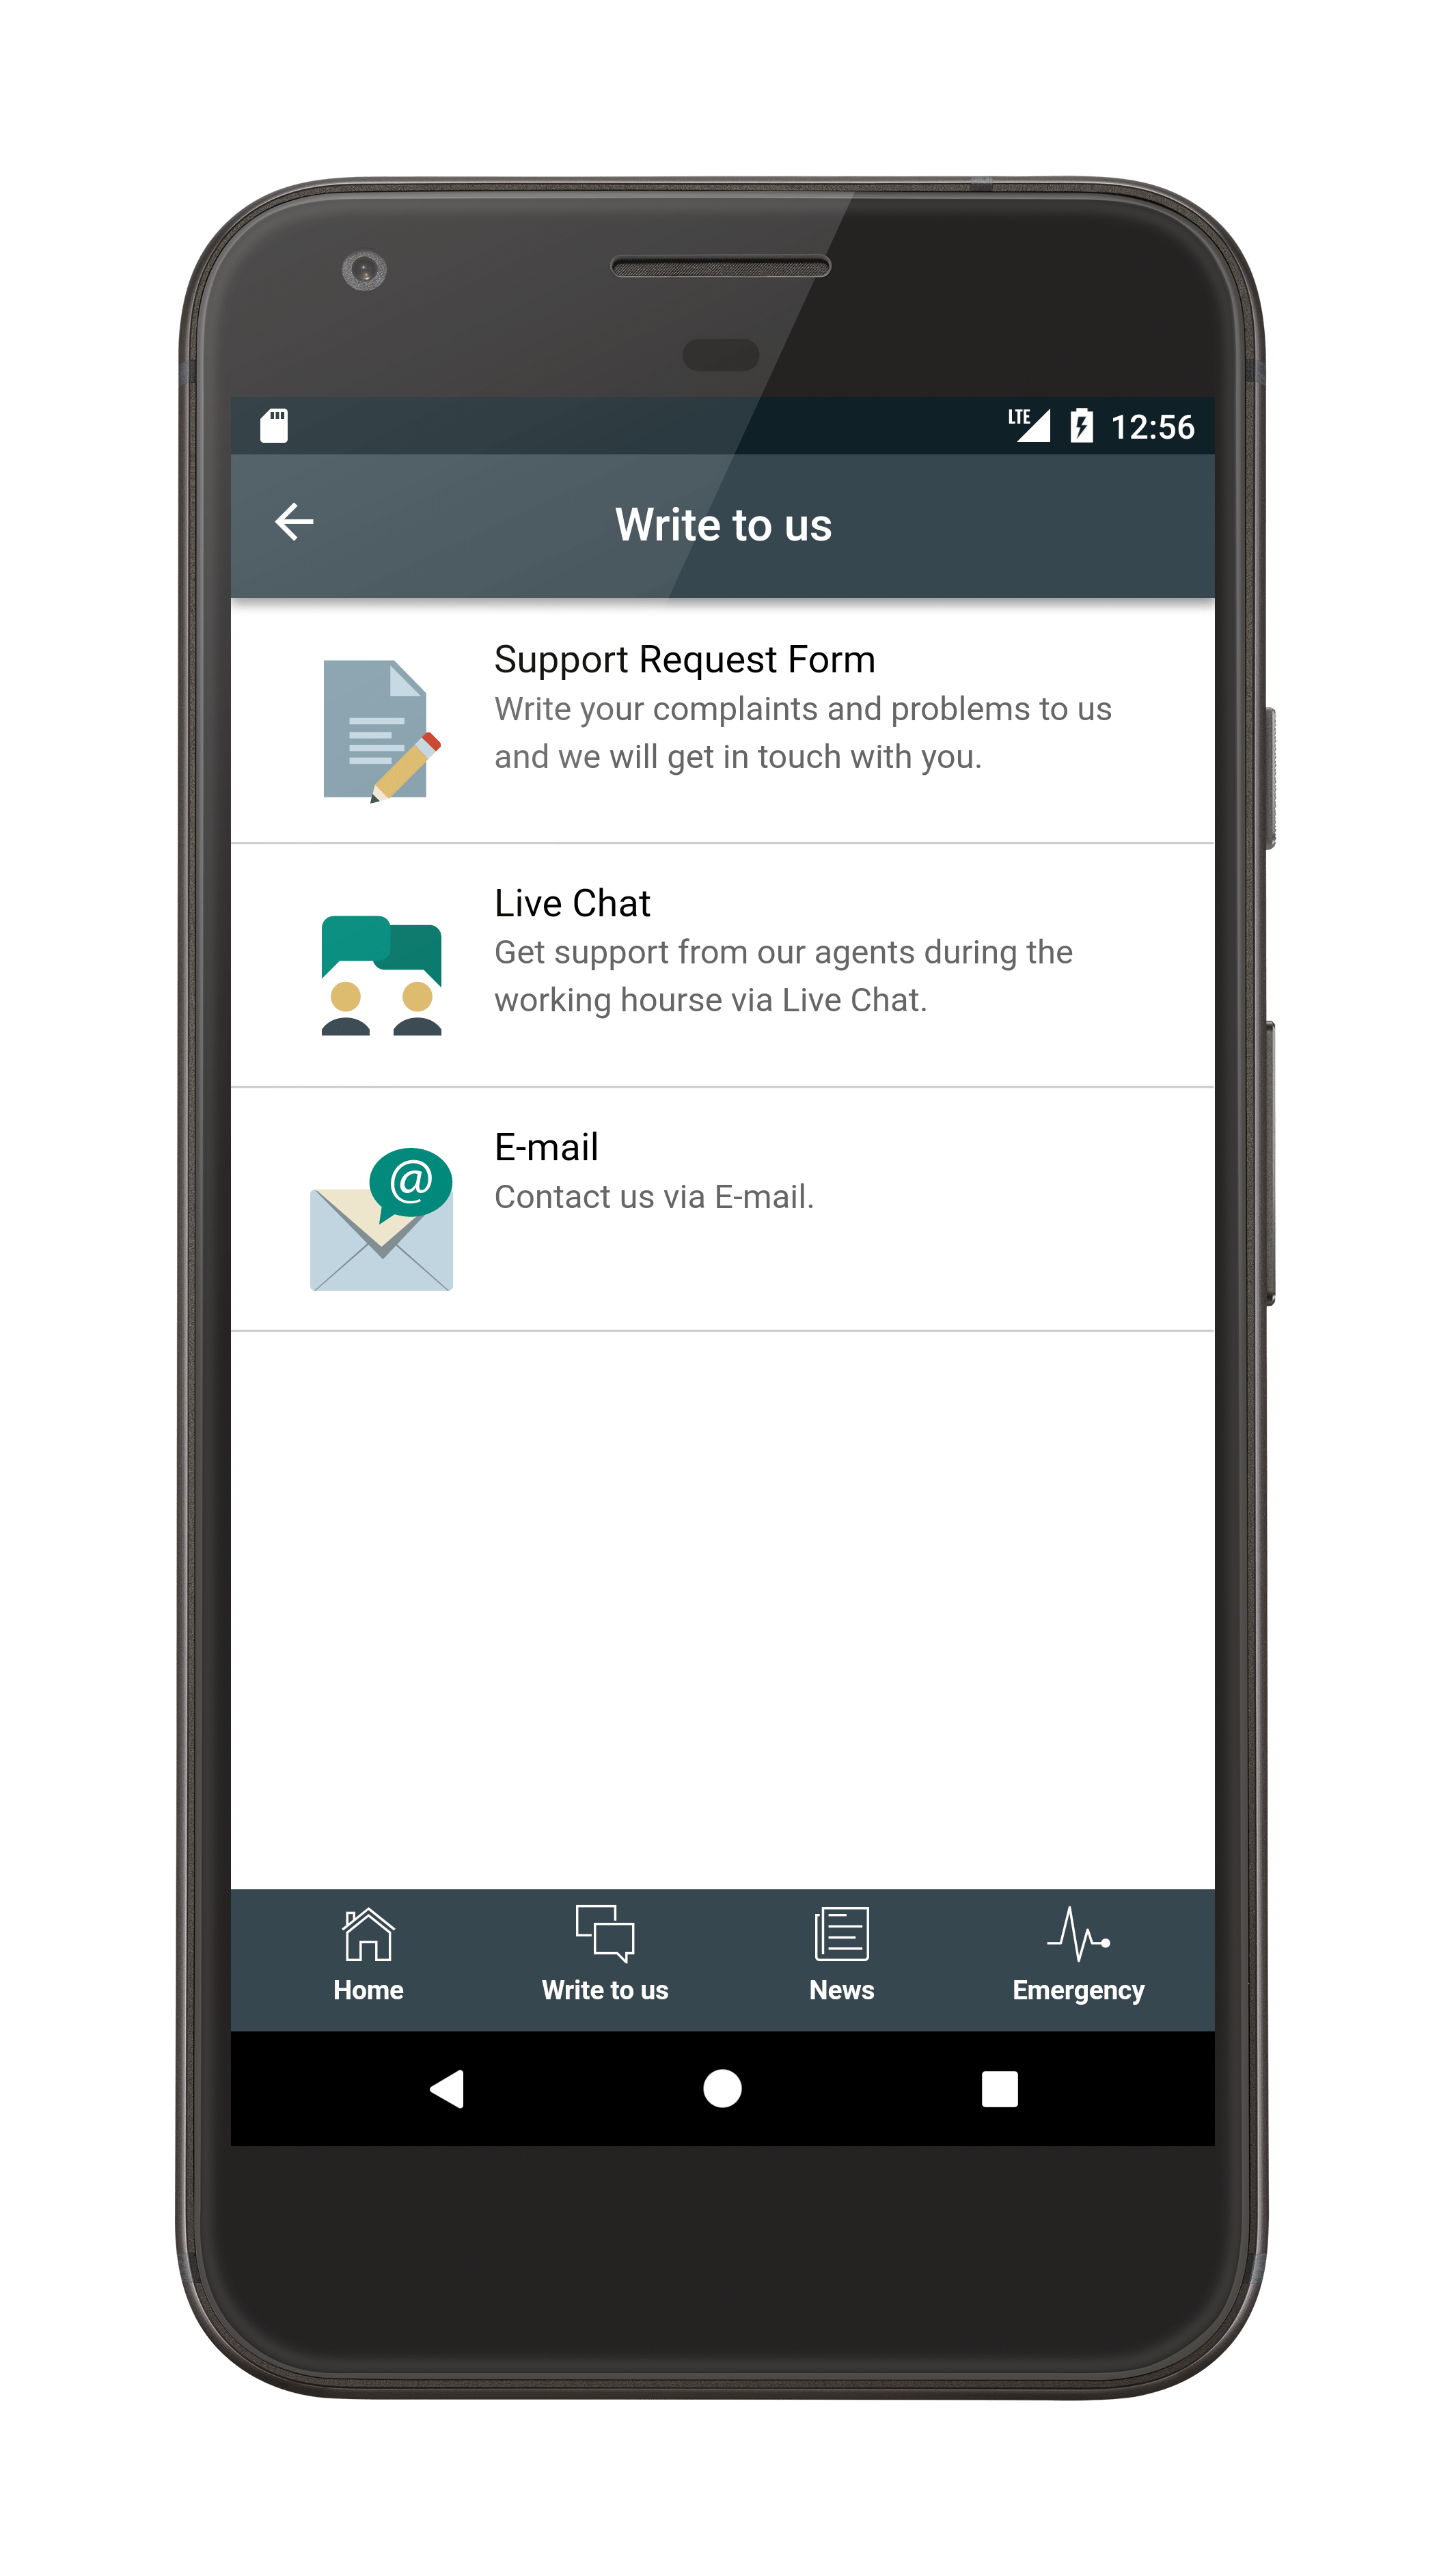 LTE 12:56
Write to us
Support Request Form
Write your complaints and problems to us
and we will get in touch with you.
Live Chat
Get support from our agents during the
working hourse via Live Chat.
@
E-mail
Contact us via E-mail.
Home Write to us News Emergency